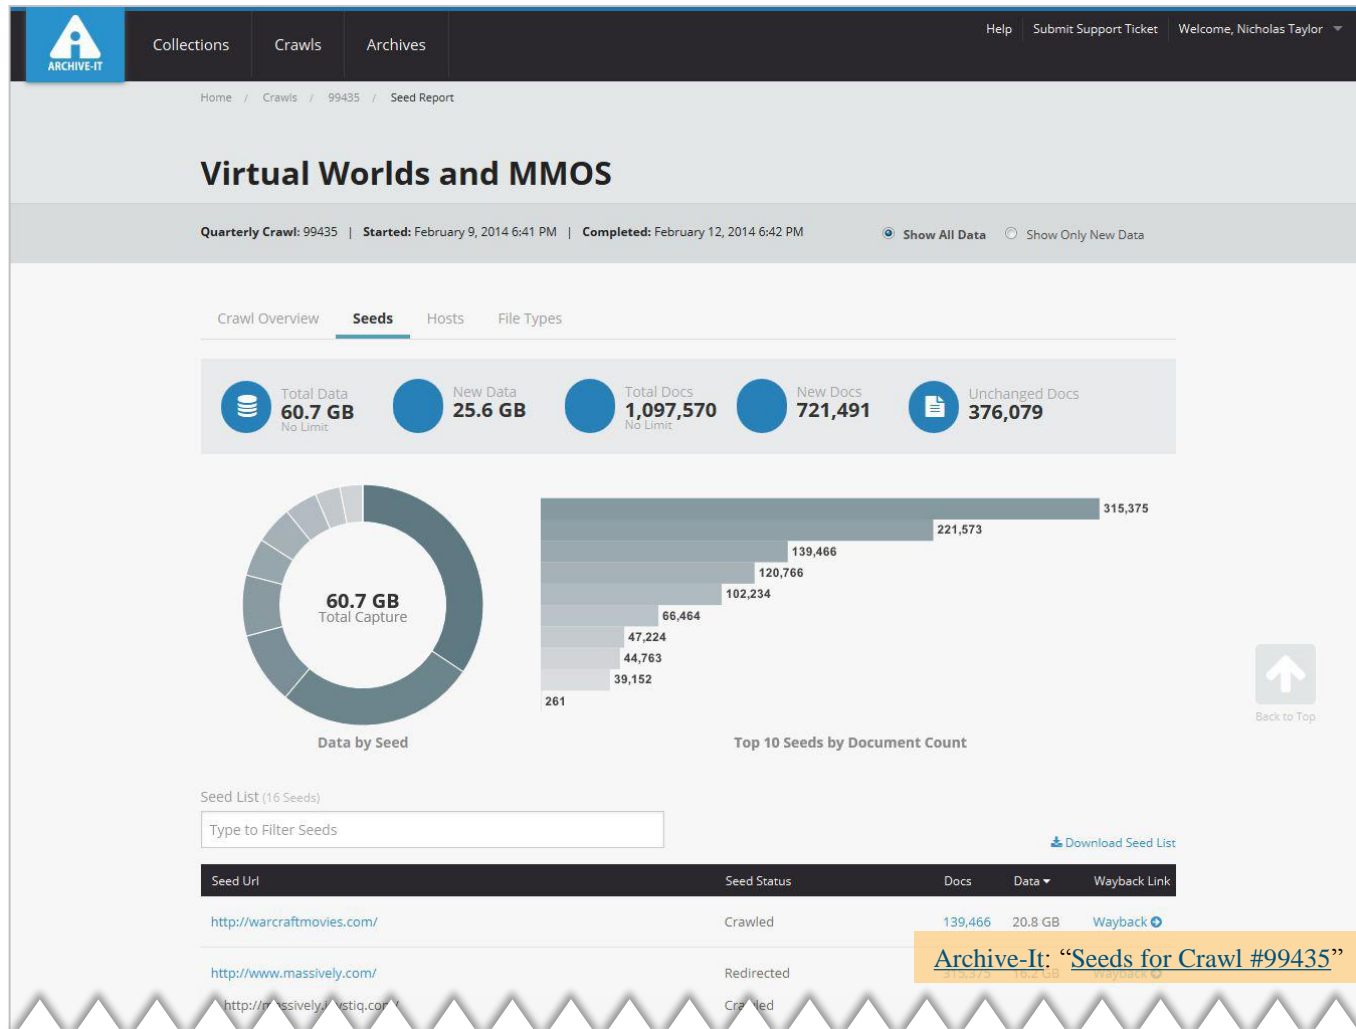 ARCHIVE-IT
Collections Crawls Archives
Help Submit Support Ticket Welcome, Nicholas Taylor
Home / Crawls / 99435 / Seed Report
Virtual Worlds and MMOS
Quarterly Crawl: 99435 | Started: February 9, 2014 6:41 PM | Completed: February 12, 2014 6:42 PM
Show All Data Show Only New Data
Crawl Overview Seeds Hosts File Types
Total Data
60.7 GB
No Limit
New Data
25.6 GB
Total Docs
1,097,570
No Limit
New Docs
721,491
Unchanged Docs
376,079
60.7 GB
Total Capture
Data by Seed
315,375
221,573
139,466
120,766
102,234
66,464
47,224
44,763
39,152
261
Top 10 Seeds by Document Count
Back to Top
Seed List (16 Seeds)
Type to Filter Seeds
Download Seed List
Seed Url Seed Status Docs Data Wayback Link
http://warcraftmovies.com/ Crawled 139,466 20.8 GB Wayback
http://www.massively.com/ Redirected 315,375 16.2 GB Wayback
Archive-It: “Seeds for Crawl #99435”